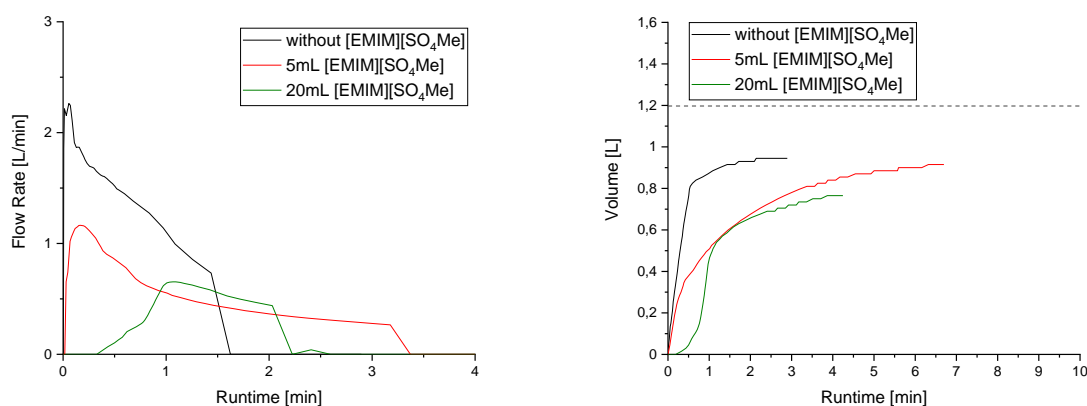 3
2
1
0
Flow Rate [L/min]
0
1
2
3
4
Runtime [min]
without [EMIM][SO₄Me]
5mL [EMIM][SO₄Me]
20mL [EMIM][SO₄Me]
1,6
1,4
1,2
1
0,8
0,6
0,4
0,2
0
Volume [L]
0
1
2
3
4
5
6
7
8
9
10
Runtime [min]
without [EMIM][SO₄Me]
5mL [EMIM][SO₄Me]
20mL [EMIM][SO₄Me]